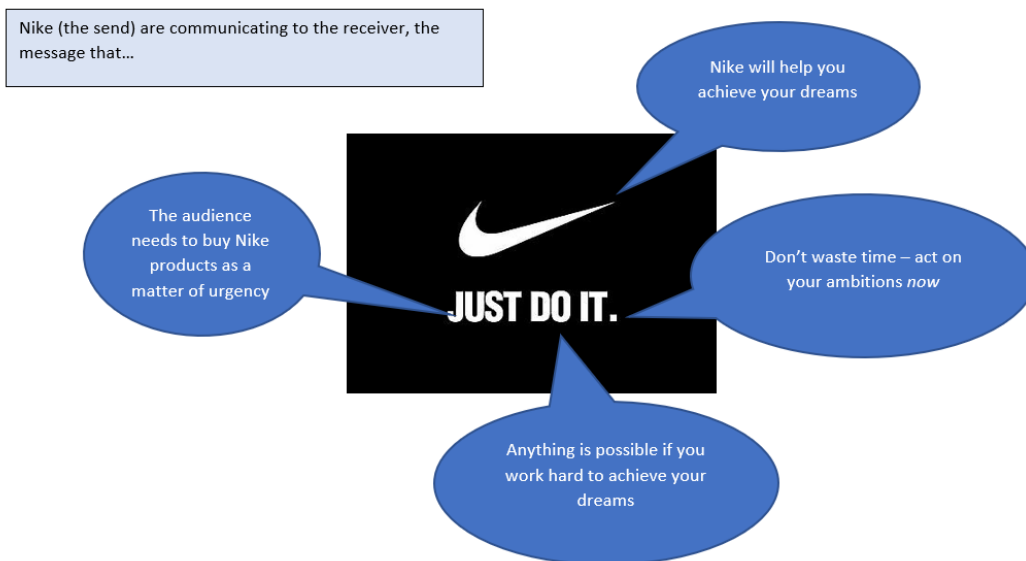 Nike (the send) are communicating to the receiver, the
message that…
Nike will help you
achieve your dreams
The audience
needs to buy Nike
products as a
matter of urgency
Don’t waste time – act on
your ambitions now
JUST DO IT.
Anything is possible if you
work hard to achieve your
dreams